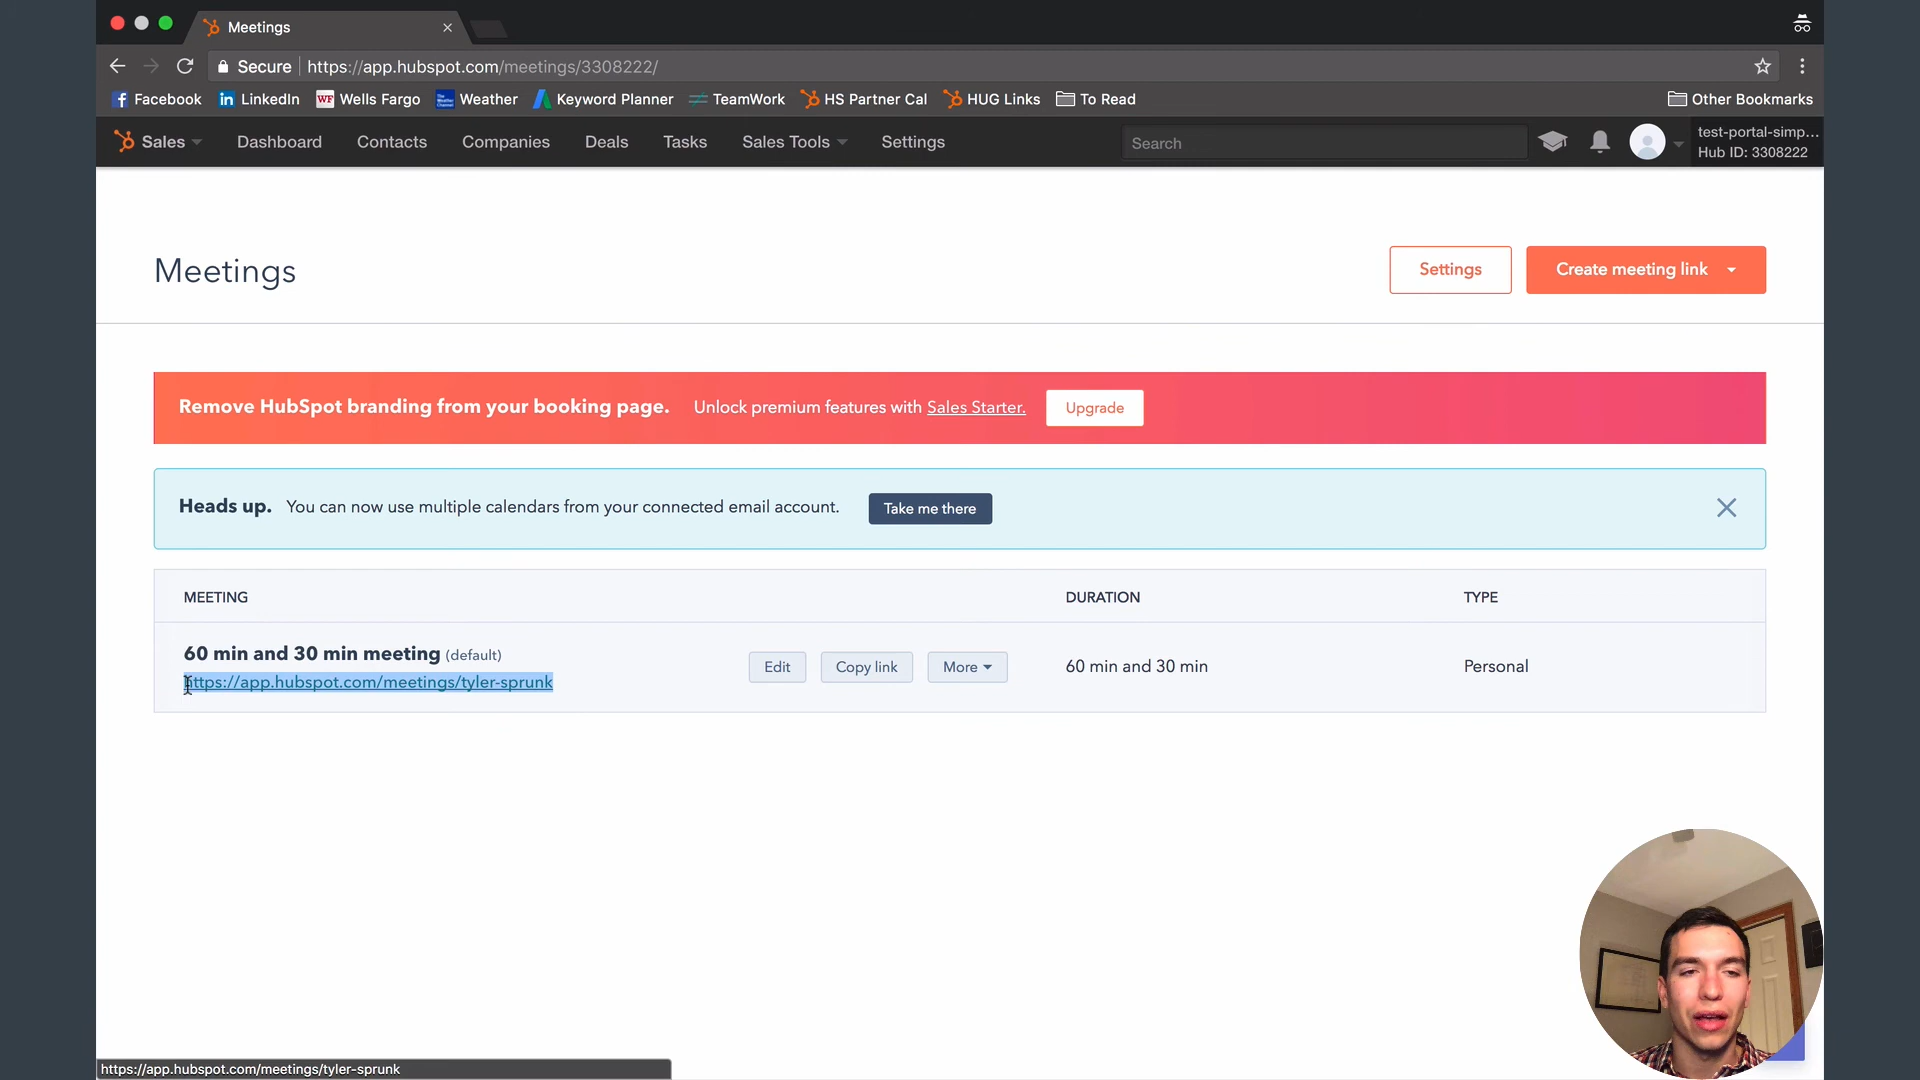 Meetings
Secure https://app.hubspot.com/meetings/3308222/
Facebook LinkedIn WF Wells Fargo Weather Keyword Planner TeamWork HS Partner Cal HUG Links To Read Other Bookmarks
Sales Dashboard Contacts Companies Deals Tasks Sales Tools Settings Search
test-portal-simp...
Hub ID: 3308222
Meetings Settings Create meeting link
Remove HubSpot branding from your booking page. Unlock premium features with Sales Starter. Upgrade
Heads up. You can now use multiple calendars from your connected email account. Take me there
MEETING DURATION TYPE
60 min and 30 min meeting (default)
https://app.hubspot.com/meetings/tyler-sprunk
Edit Copy link More 60 min and 30 min Personal
https://app.hubspot.com/meetings/tyler-sprunk